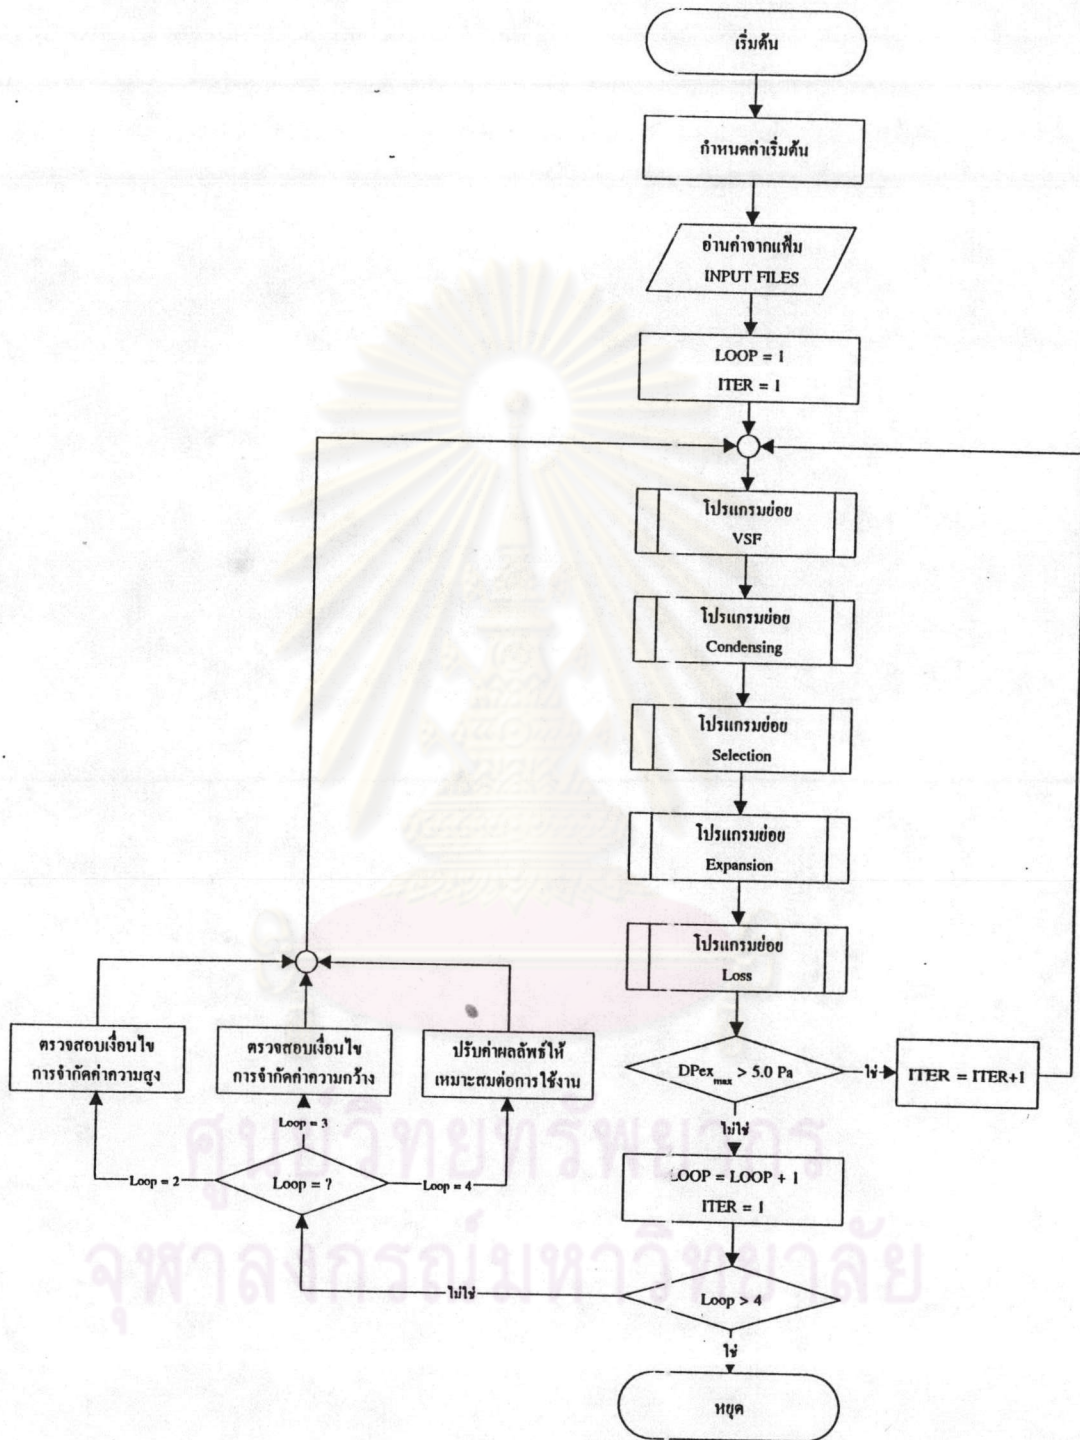 เริ่มต้น
กำหนดค่าเริ่มต้น
อ่านค่าจากแฟ้ม
INPUT FILES
LOOP = 1
ITER = 1
โปรแกรมย่อย
VSF
โปรแกรมย่อย
Condensing
โปรแกรมย่อย
Selection
โปรแกรมย่อย
Expansion
โปรแกรมย่อย
Loss
DPex max > 5.0 Pa
ใช่
ITER = ITER+1
ไม่ใช่
LOOP = LOOP + 1
ITER = 1
Loop > 4
ไม่ใช่
ใช่
หยุด
Loop = ?
Loop = 2
Loop = 3
Loop = 4
ตรวจสอบเงื่อนไข
การจำกัดค่าความสูง
ตรวจสอบเงื่อนไข
การจำกัดค่าความกว้าง
ปรับค่าผลลัพธ์ให้
เหมาะสมต่อการใช้งาน
ศูนย์วิทยทรัพยากร
จุฬาลงกรณ์มหาวิทยาลัย